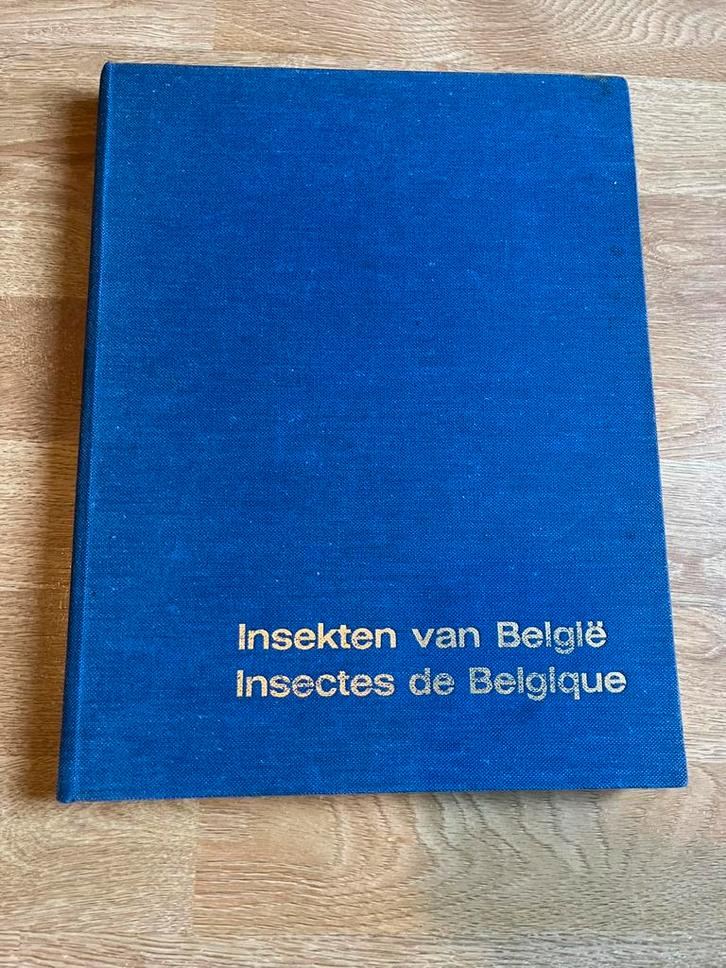 Insekten van België
Insectes de Belgique